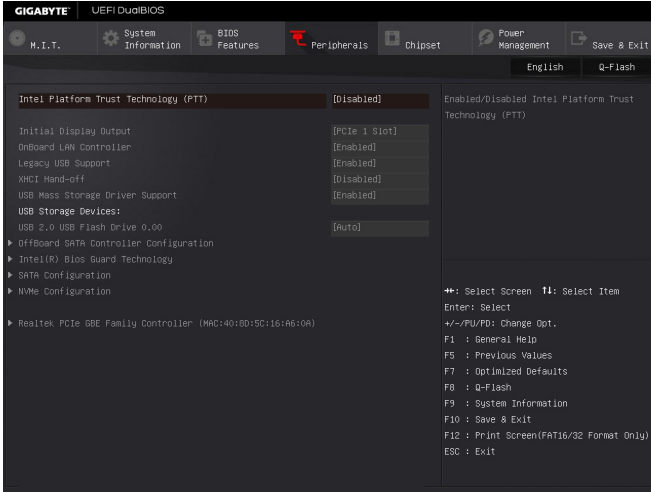 GIGABYTE™ UEFI DualBIOS
M.I.T. System Information BIOS Features Peripherals Chipset Power Management Save & Exit
English Q-Flash
Intel Platform Trust Technology (PTT) [Disabled]
Enabled/Disabled Intel Platform Trust
Technology (PTT)
Initial Display Output [PCIe 1 Slot]
OnBoard LAN Controller [Enabled]
Legacy USB Support [Enabled]
XHCI Hand-off [Disabled]
USB Mass Storage Driver Support [Enabled]
USB Storage Devices:
USB 2.0 USB Flash Drive 0.00 [Auto]
OffBoard SATA Controller Configuration
Intel(R) Bios Guard Technology
SATA Configuration
NVMe Configuration
Realtek PCIe GBE Family Controller (MAC:40:8D:5C:16:A6:0A)
→←: Select Screen ↑↓: Select Item
Enter: Select
+/-/PU/PD: Change Opt.
F1 : General Help
F5 : Previous Values
F7 : Optimized Defaults
F8 : Q-Flash
F9 : System Information
F10 : Save & Exit
F12 : Print Screen(FAT16/32 Format Only)
ESC : Exit